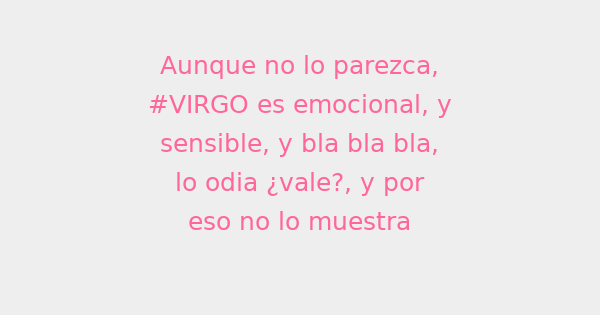 Aunque no lo parezca,
#VIRGO es emocional, y
sensible, y bla bla bla,
lo odia ¿vale?, y por
eso no lo muestra